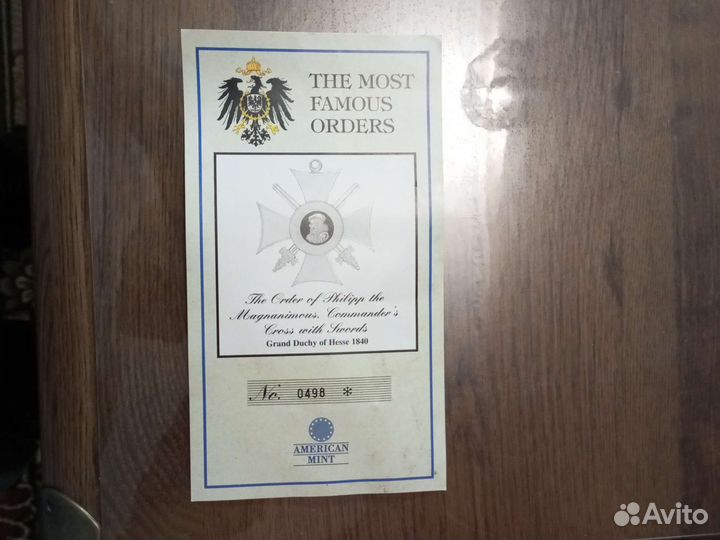 THE MOST
FAMOUS
ORDERS
The Order of Philipp the
Magnanimous. Commander's
Cross with Swords
Grand Duchy of Hesse 1840
No. 0498 *
AMERICAN
MINT
Avito